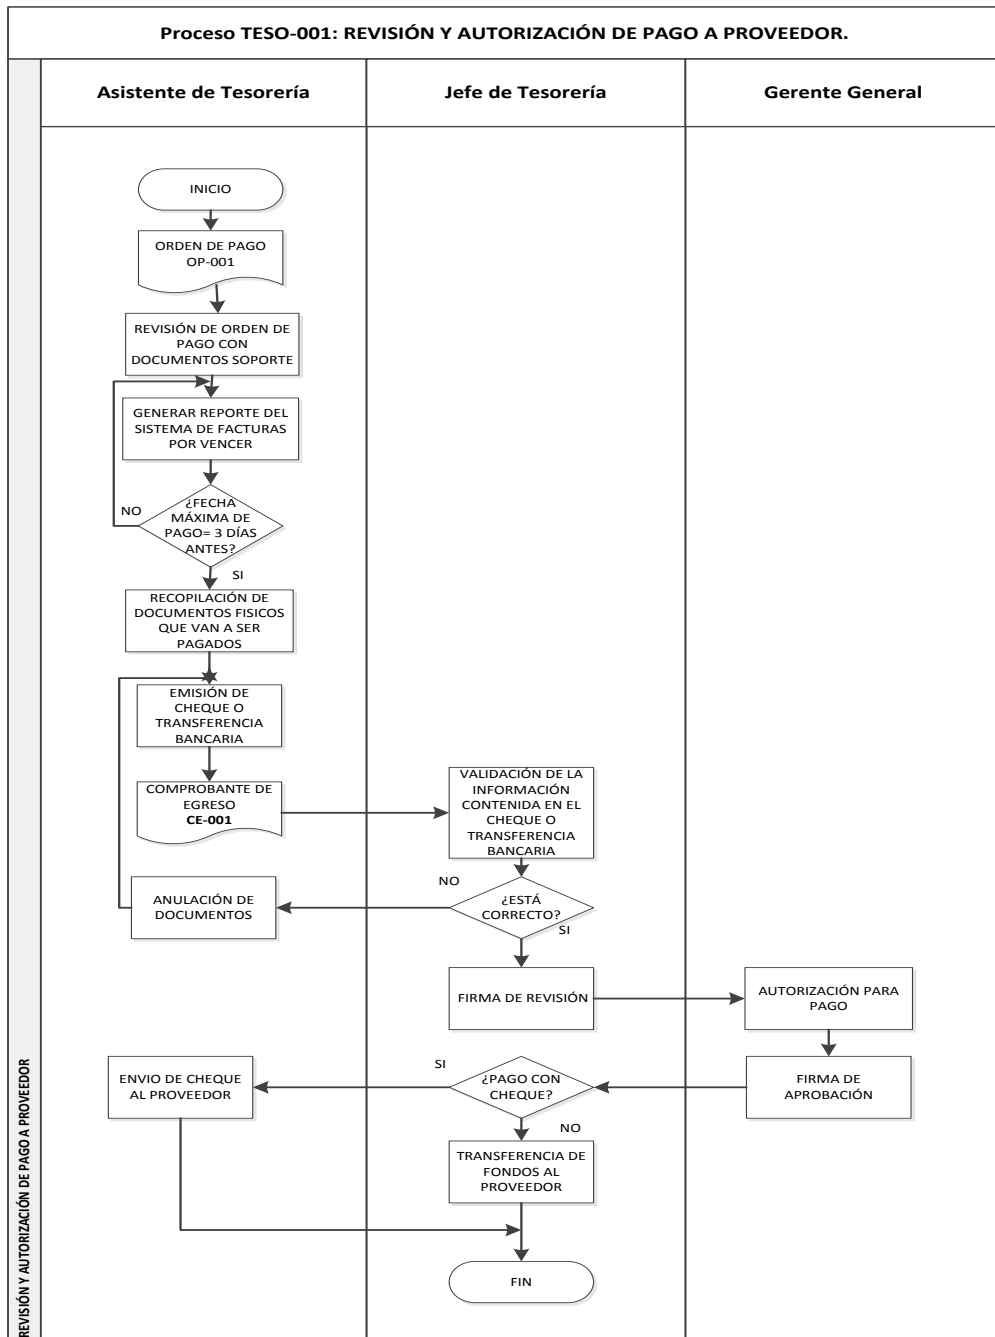 Proceso TESO-001: REVISIÓN Y AUTORIZACIÓN DE PAGO A PROVEEDOR.
Asistente de Tesorería
Jefe de Tesorería
Gerente General
INICIO
ORDEN DE PAGO
OP-001
REVISIÓN DE ORDEN DE
PAGO CON
DOCUMENTOS SOPORTE
GENERAR REPORTE DEL
SISTEMA DE FACTURAS
POR VENCER
¿FECHA
MÁXIMA DE
PAGO= 3 DÍAS
ANTES?
NO
SI
RECOPILACIÓN DE
DOCUMENTOS FISICOS
QUE VAN A SER
PAGADOS
EMISIÓN DE
CHEQUE O
TRANSFERENCIA
BANCARIA
COMPROBANTE DE
EGRESO
CE-001
VALIDACIÓN DE LA
INFORMACIÓN
CONTENIDA EN EL
CHEQUE O
TRANSFERENCIA
BANCARIA
¿ESTÁ
CORRECTO?
NO
SI
ANULACIÓN DE
DOCUMENTOS
FIRMA DE REVISIÓN
AUTORIZACIÓN PARA
PAGO
FIRMA DE
APROBACIÓN
¿PAGO CON
CHEQUE?
SI
NO
ENVIO DE CHEQUE
AL PROVEEDOR
TRANSFERENCIA DE
FONDOS AL
PROVEEDOR
FIN
REVISIÓN Y AUTORIZACIÓN DE PAGO A PROVEEDOR